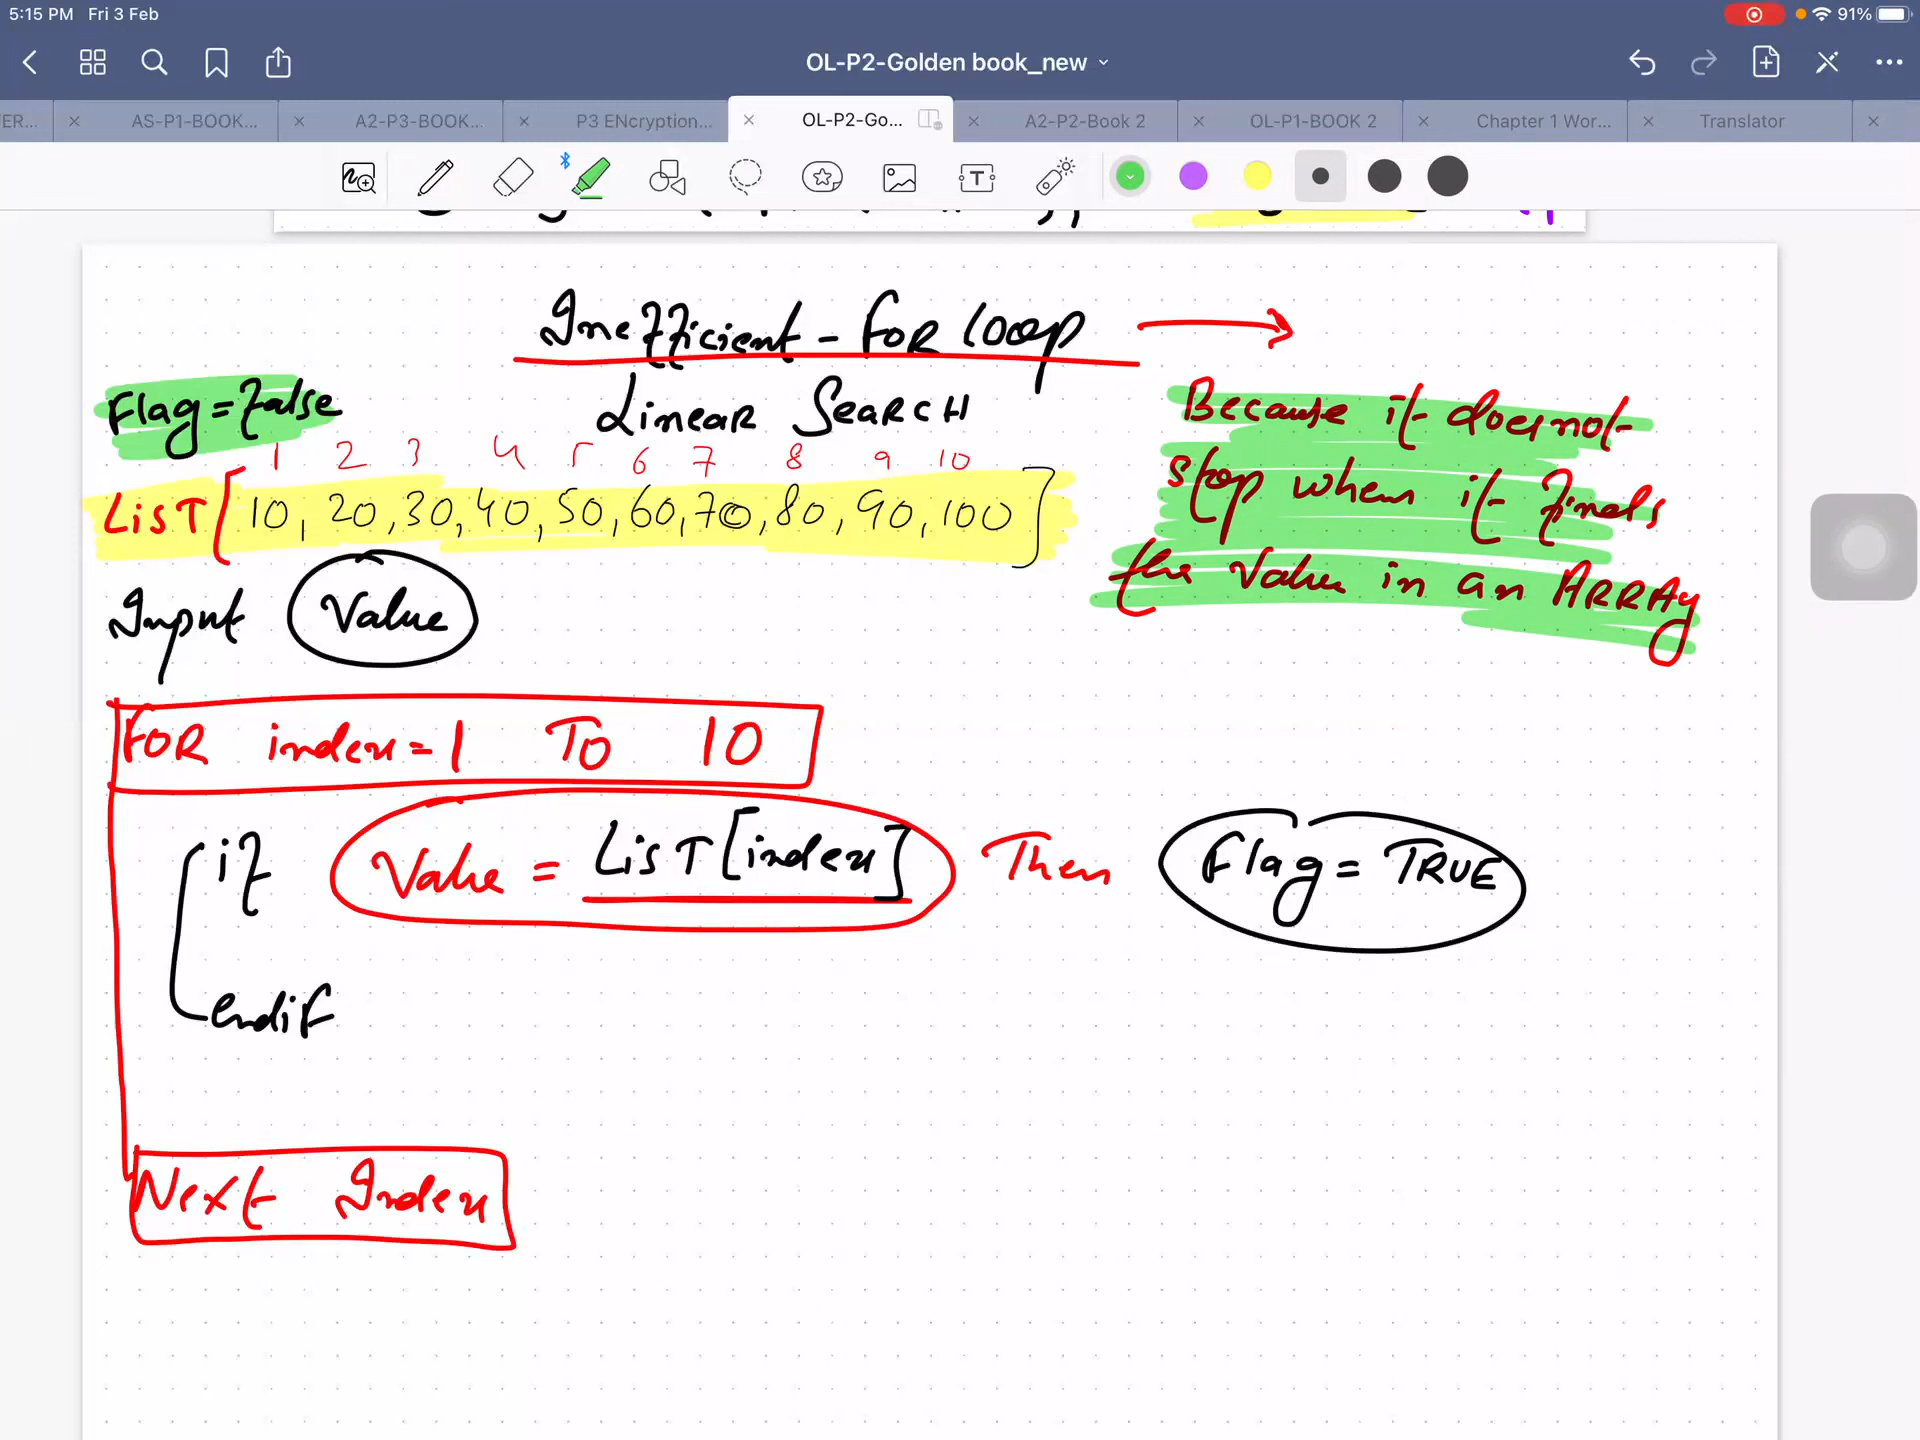 5:15 PM Fri 3 Feb
91%
OL-P2-Golden book_new
ER...
AS-P1-BOOK...
A2-P3-BOOK...
P3 ENcryption...
OL-P2-Go...
A2-P2-Book 2
OL-P1-BOOK 2
Chapter 1 Wor...
Translator
Inefficient - FOR loop
Flag = False
Linear SEARCH
1 2 3 4 5 6 7 8 9 10
LisT [10, 20, 30, 40, 50, 60, 70, 80, 90, 100]
Because it does not
stop when it finds
the value in an ARRAy
Input Value
FOR index = 1 To 10
if Value = LisT[index] Then Flag = TRUE
endif
Next Index